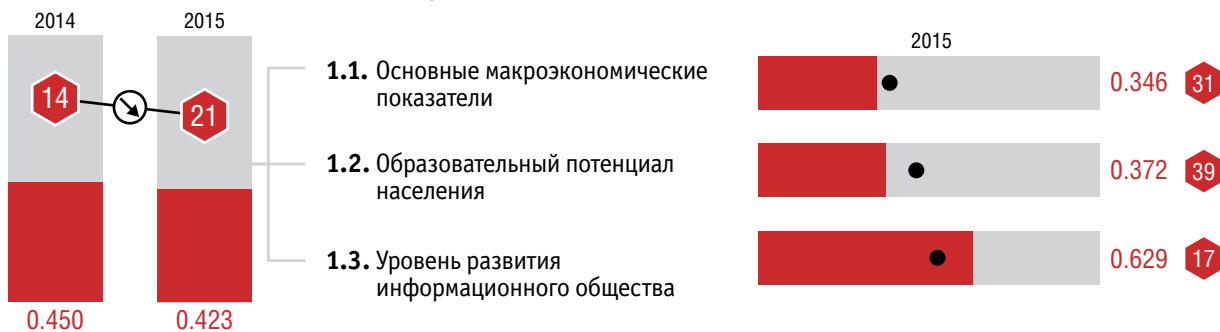 2014
2015
14
21
0.450
0.423
1.1. Основные макроэкономические
показатели
1.2. Образовательный потенциал
населения
1.3. Уровень развития
информационного общества
2015
0.346 31
0.372 39
0.629 17